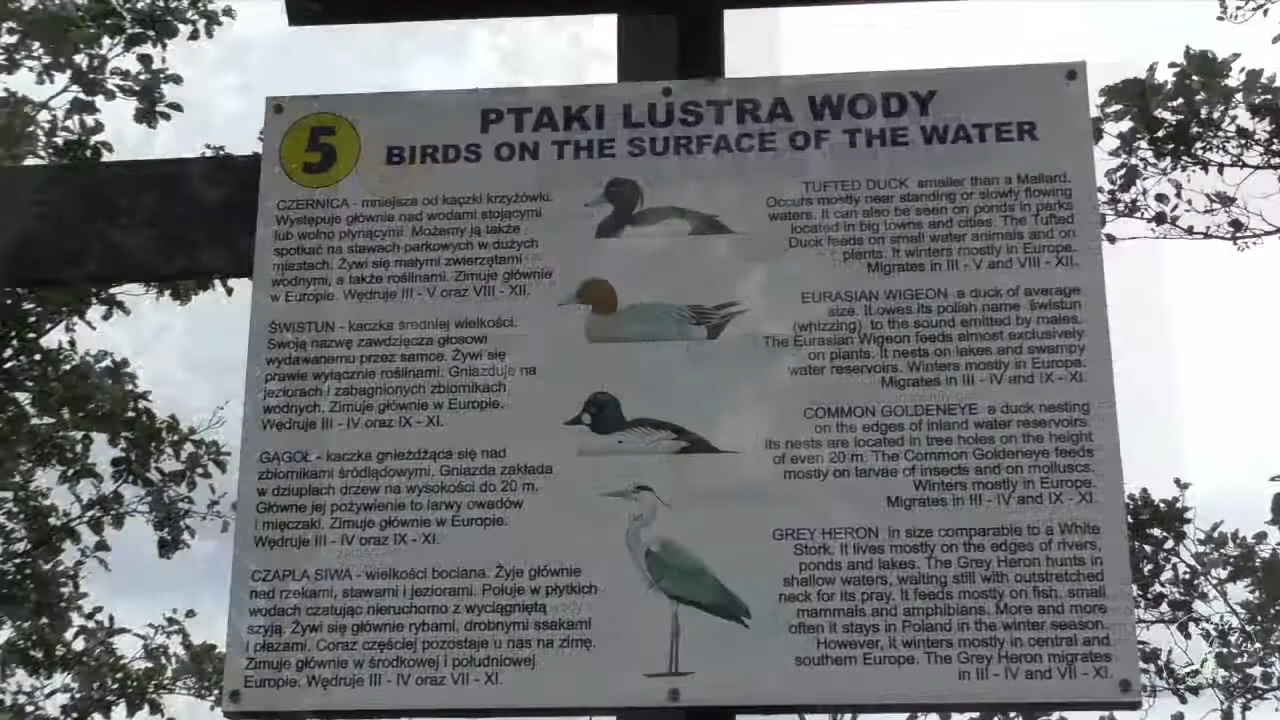 5
PTAKI LUSTRA WODY
BIRDS ON THE SURFACE OF THE WATER
CZERNICA - mniejsza od kaczki krzyżówki.
Występuje głównie nad wodami stojącymi
lub wolno płynącymi. Możemy ją także
spotkać na stawach parkowych w dużych
miastach. Żywi się małymi zwierzętami
wodnymi, a także roślinami. Zimuje głównie
w Europie. Wędruje III - V oraz VIII - XII.
ŚWISTUN - kaczka średniej wielkości.
Swoją nazwę zawdzięcza głosowi
wydawanemu przez samce. Żywi się
prawie wyłącznie roślinami. Gniazduje na
jeziorach i zabagnionych zbiornikach
wodnych. Zimuje głównie w Europie.
Wędruje III - IV oraz IX - XI.
GĄGOŁ - kaczka gnieżdżąca się nad
zbiornikami śródlądowymi. Gniazda zakłada
w dziuplach drzew na wysokości do 20 m.
Główne jej pożywienie to larwy owadów
i mięczaki. Zimuje głównie w Europie.
Wędruje III - IV oraz IX - XI.
CZAPLA SIWA - wielkości bociana. Żyje głównie
nad rzekami, stawami i jeziorami. Poluje w płytkich
wodach czatując nieruchomo z wyciągniętą
szyją. Żywi się głównie rybami, drobnymi ssakami
i płazami. Coraz częściej pozostaje u nas na zimę.
Zimuje głównie w środkowej i południowej
Europie. Wędruje III - IV oraz VII - XI.
TUFTED DUCK smaller than a Mallard.
Occurs mostly near standing or slowly flowing
waters. It can also be seen on ponds in parks
located in big towns and cities. The Tufted
Duck feeds on small water animals and on
plants. It winters mostly in Europe.
Migrates in III - V and VIII - XII.
EURASIAN WIGEON a duck of average
size. It owes its polish name świstun
(whizzing) to the sound emitted by males.
The Eurasian Wigeon feeds almost exclusively
on plants. It nests on lakes and swampy
water reservoirs. Winters mostly in Europe.
Migrates in III - IV and IX - XI.
COMMON GOLDENEYE a duck nesting
on the edges of inland water reservoirs.
Its nests are located in tree holes on the height
of even 20 m. The Common Goldeneye feeds
mostly on larvae of insects and on molluscs.
Winters mostly in Europe.
Migrates in III - IV and IX - XI.
GREY HERON in size comparable to a White
Stork. It lives mostly on the edges of rivers,
ponds and lakes. The Grey Heron hunts in
shallow waters, waiting still with outstretched
neck for its pray. It feeds mostly on fish, small
mammals and amphibians. More and more
often it stays in Poland in the winter season.
However, it winters mostly in central and
southern Europe. The Grey Heron migrates
in III - IV and VII - XI.